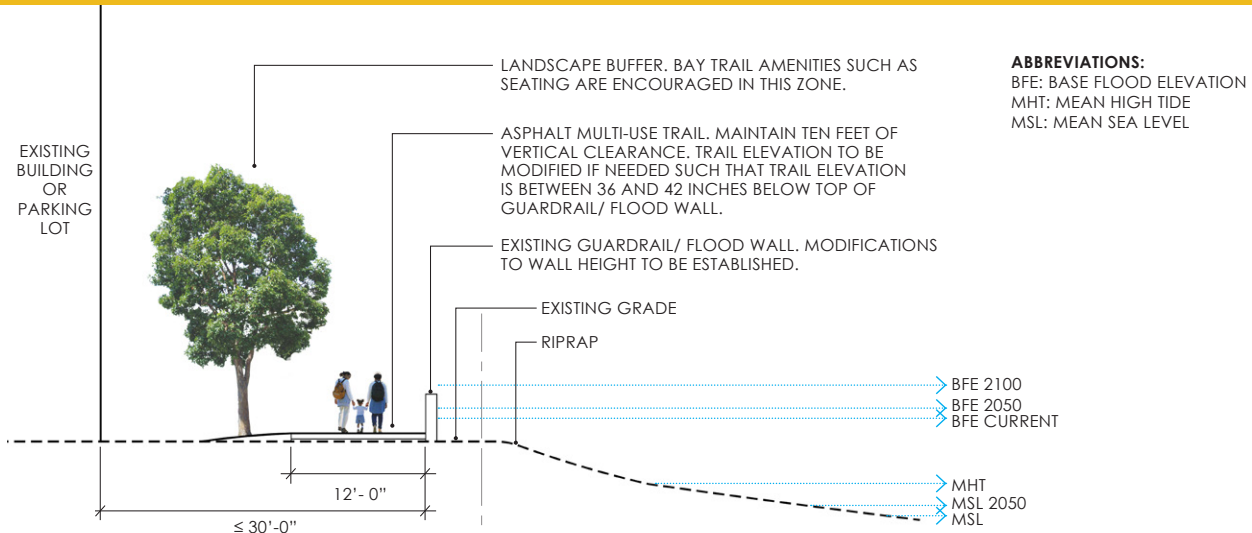 LANDSCAPE BUFFER. BAY TRAIL AMENITIES SUCH AS
SEATING ARE ENCOURAGED IN THIS ZONE.
ABBREVIATIONS:
BFE: BASE FLOOD ELEVATION
MHT: MEAN HIGH TIDE
MSL: MEAN SEA LEVEL
ASPHALT MULTI-USE TRAIL. MAINTAIN TEN FEET OF
VERTICAL CLEARANCE. TRAIL ELEVATION TO BE
MODIFIED IF NEEDED SUCH THAT TRAIL ELEVATION
IS BETWEEN 36 AND 42 INCHES BELOW TOP OF
GUARDRAIL/ FLOOD WALL.
EXISTING
BUILDING
OR
PARKING
LOT
EXISTING GUARDRAIL/ FLOOD WALL. MODIFICATIONS
TO WALL HEIGHT TO BE ESTABLISHED.
EXISTING GRADE
RIPRAP
BFE 2100
BFE 2050
BFE CURRENT
MHT
MSL 2050
MSL
12'- 0"
≤ 30'-0"